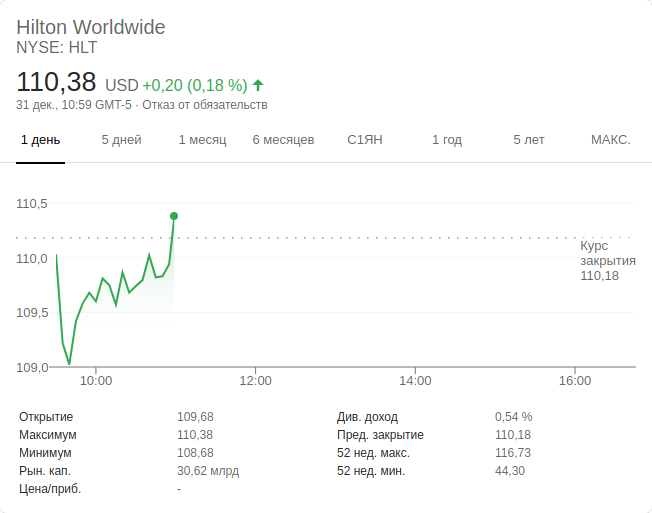 Hilton Worldwide
NYSE: HLT
110,38 USD +0,20 (0,18 %)
31 дек., 10:59 GMT-5 · Отказ от обязательств
1 день 5 дней 1 месяц 6 месяцев С1ЯН 1 год 5 лет МАКС.
110,5
110,0
109,5
109,0
Курс
закрытия
110,18
10:00 12:00 14:00 16:00
Открытие 109,68 Див. доход 0,54 %
Максимум 110,38 Пред. закрытие 110,18
Минимум 108,68 52 нед. макс. 116,73
Рын. кап. 30,62 млрд 52 нед. мин. 44,30
Цена/приб. -